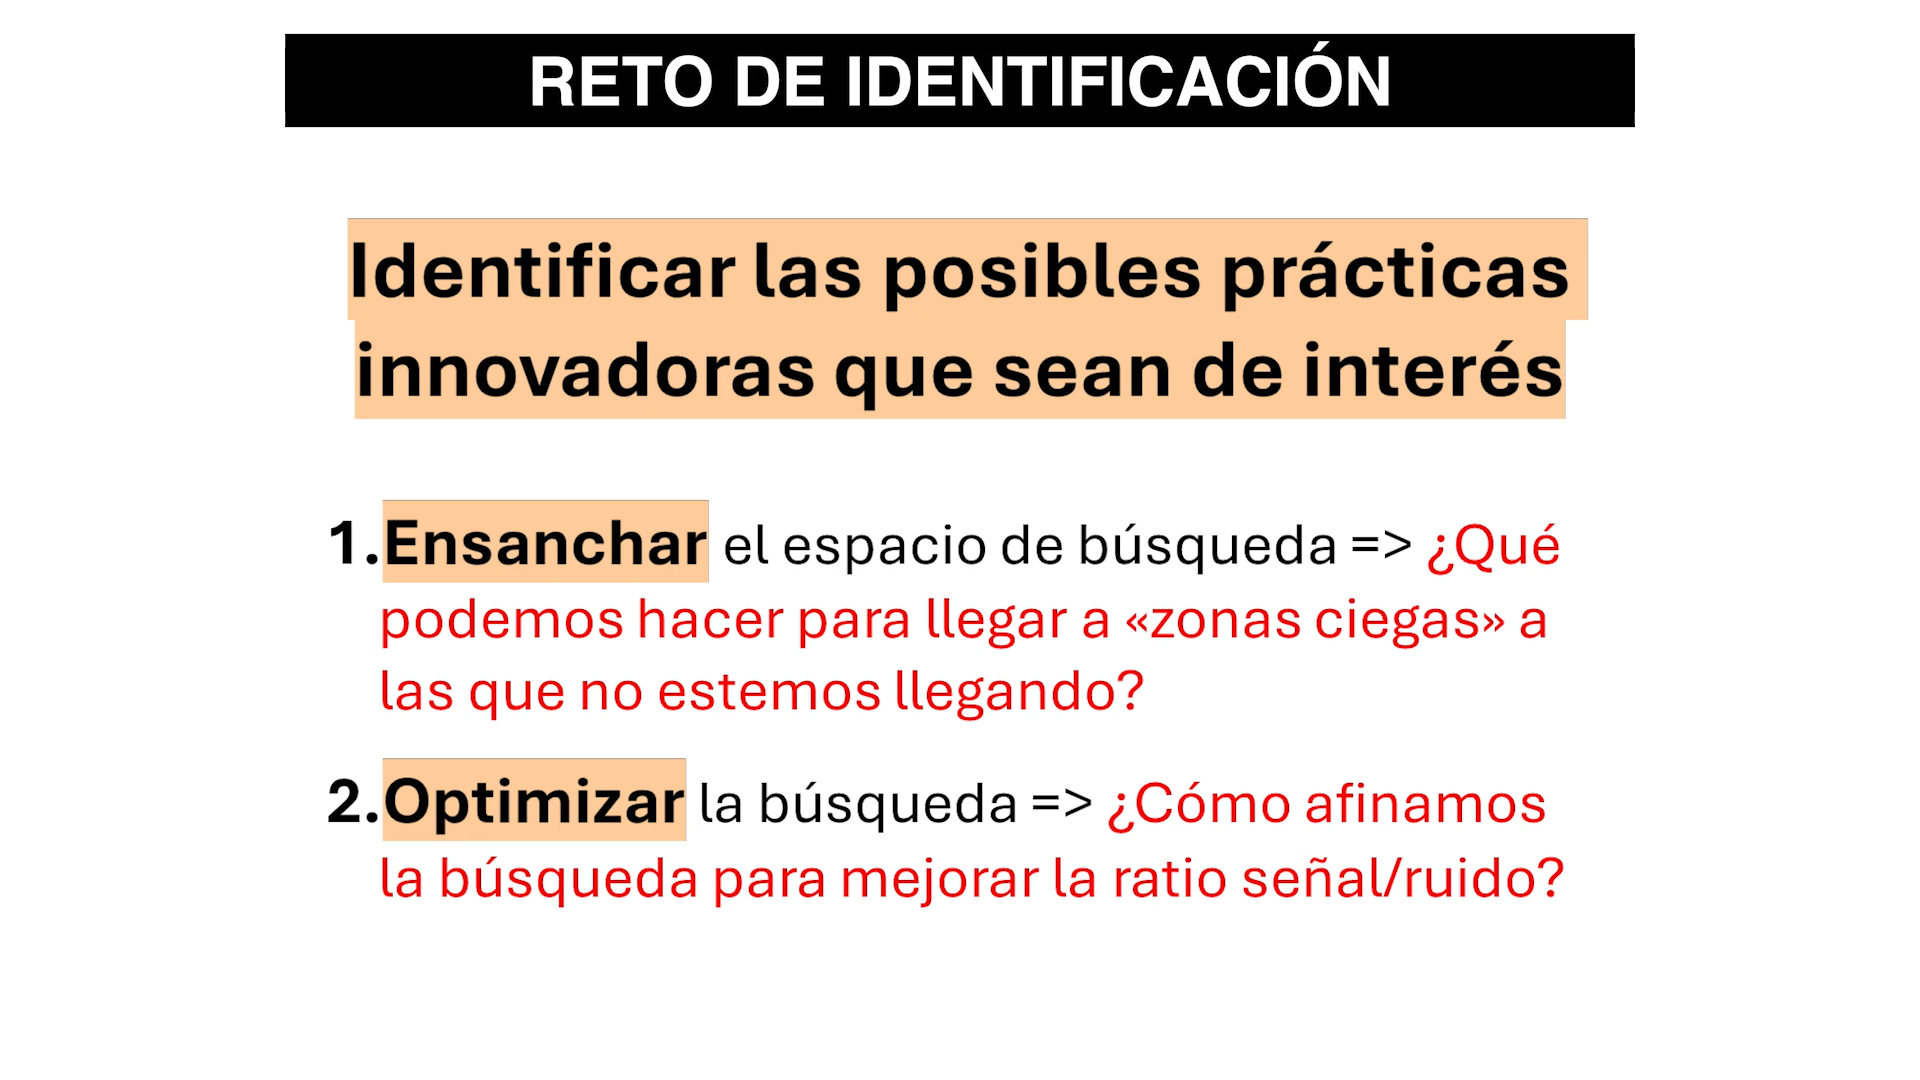 RETO DE IDENTIFICACIÓN
Identificar las posibles prácticas
innovadoras que sean de interés
1.Ensanchar el espacio de búsqueda => ¿Qué
podemos hacer para llegar a «zonas ciegas» a
las que no estemos llegando?
2.Optimizar la búsqueda => ¿Cómo afinamos
la búsqueda para mejorar la ratio señal/ruido?